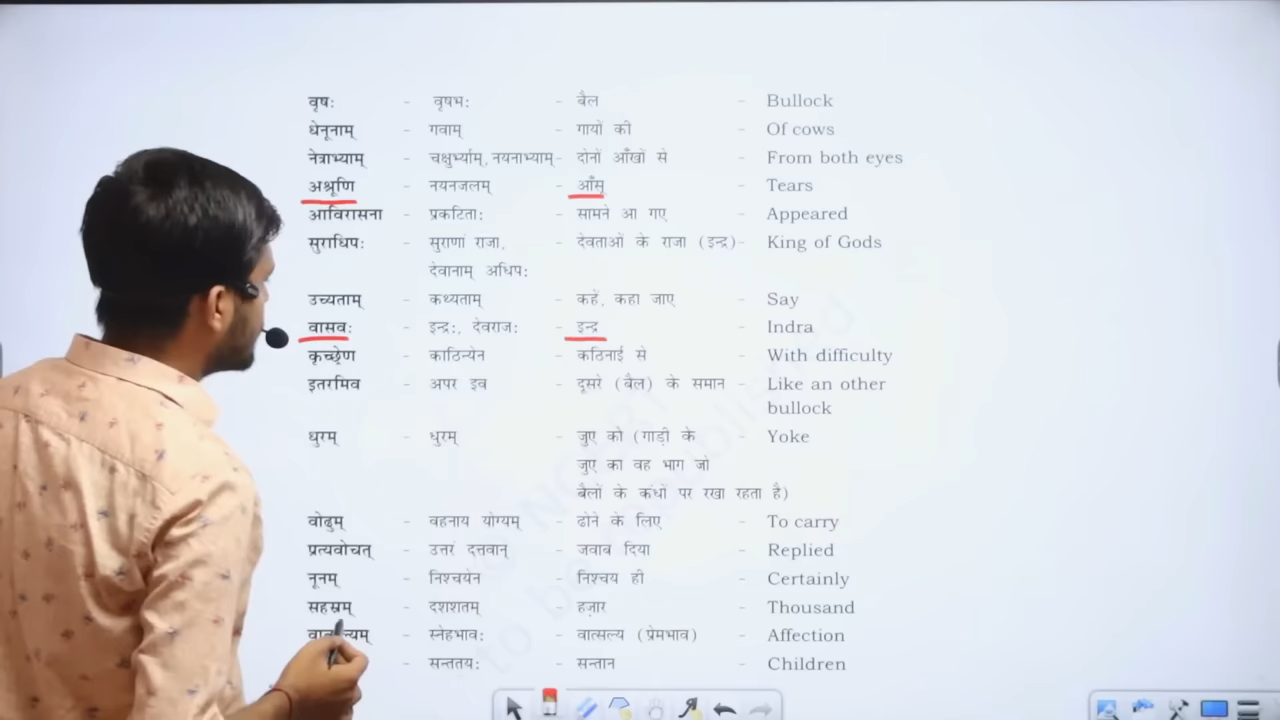 वृषः - वृषभः - बैल - Bullock
धेनूनाम् - गवाम् - गायों की - Of cows
नेत्राभ्याम् - चक्षुर्भ्याम्, नयनाभ्याम् - दोनों आँखों से - From both eyes
अश्रूणि - नयनजलम् - आँसू - Tears
आविरासना - प्रकटिताः - सामने आ गए - Appeared
सुराधिपः - सुराणां राजा, - देवताओं के राजा (इन्द्र) - King of Gods
देवानाम् अधिपः
उच्यताम् - कथ्यताम् - कहें, कहा जाए - Say
वासवः - इन्द्रः, देवराजः - इन्द्र - Indra
कृच्छ्रेण - काठिन्येन - कठिनाई से - With difficulty
इतरमिव - अपर इव - दूसरे (बैल) के समान - Like an other
bullock
धुरम् - धुरम् - जुए को (गाड़ी के - Yoke
जुए का वह भाग जो
बैलों के कंधों पर रखा रहता है)
वोढुम् - वहनाय योग्यम् - ढोने के लिए - To carry
प्रत्यवोचत् - उत्तरं दत्तवान् - जवाब दिया - Replied
नूनम् - निश्चयेन - निश्चय ही - Certainly
सहस्रम् - दशशतम् - हज़ार - Thousand
- स्नेहभावः - वात्सल्य (प्रेमभाव) - Affection
- सन्ततयः - सन्तान - Children